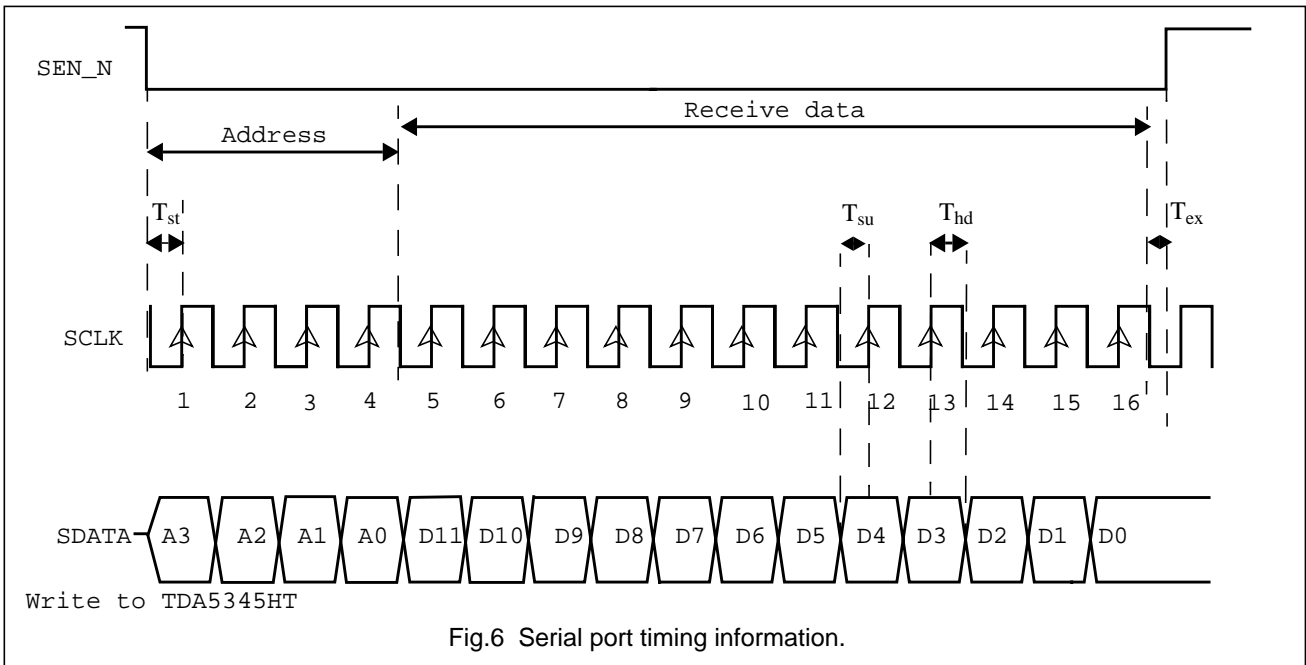 SEN_N
Receive data
Address
Tst
Tsu
Thd
Tex
SCLK
1 2 3 4 5 6 7 8 9 10 11 12 13 14 15 16
SDATA A3 A2 A1 A0 D11 D10 D9 D8 D7 D6 D5 D4 D3 D2 D1 D0
Write to TDA5345HT
Fig.6 Serial port timing information.